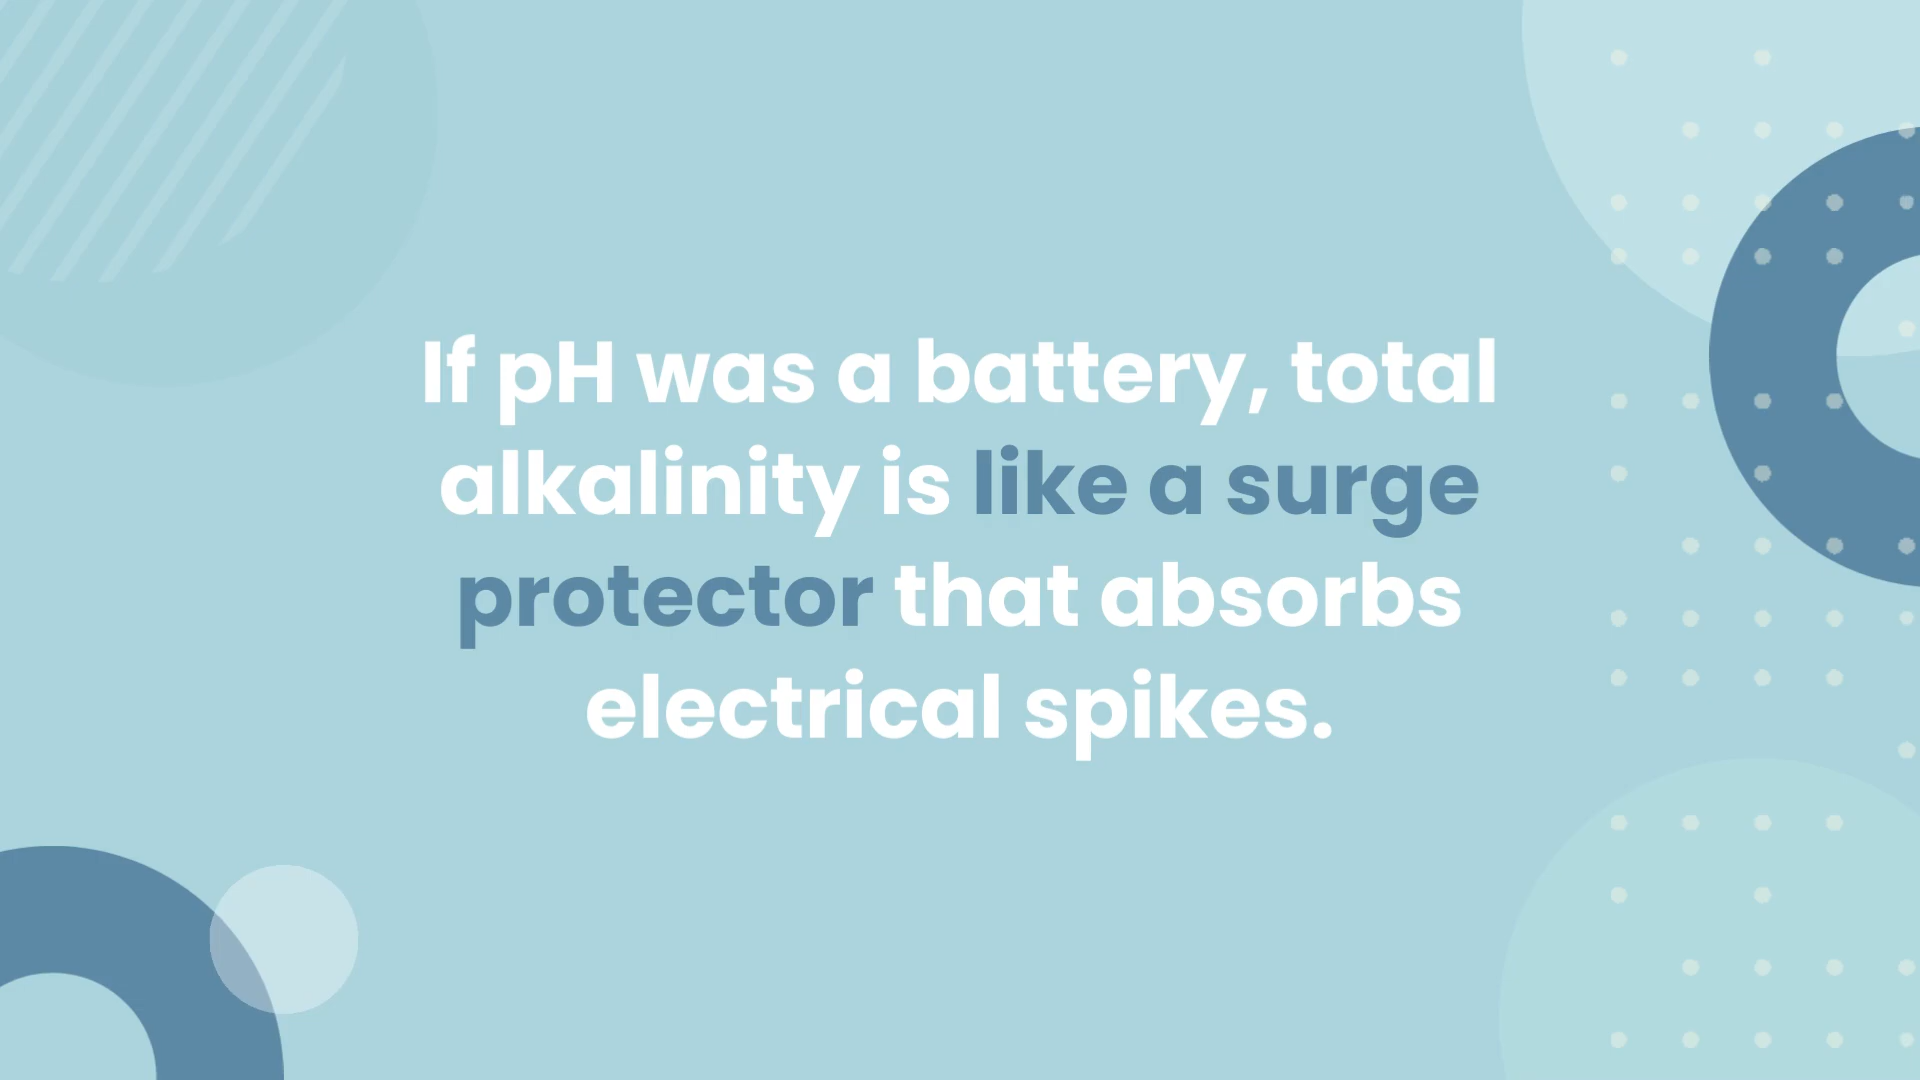 If pH was a battery, total
alkalinity is like a surge
protector that absorbs
electrical spikes.